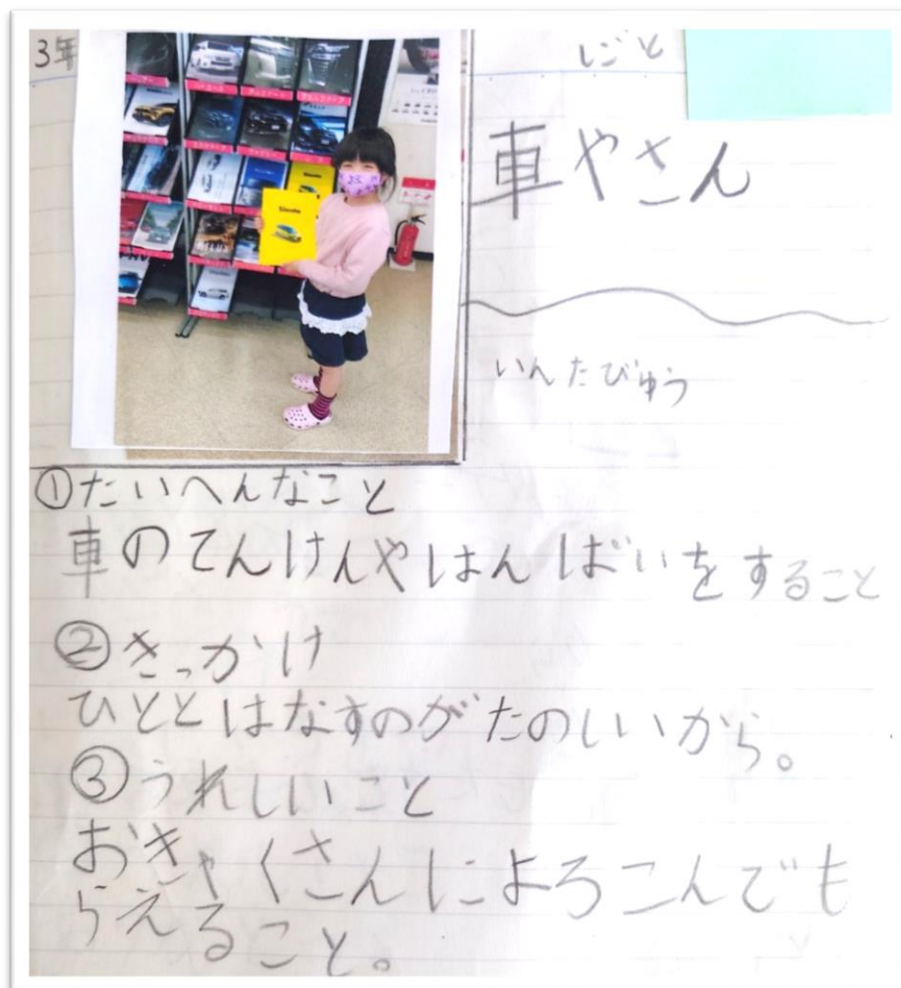 3年
しごと
車やさん
いんたびゅう
①たいへんなこと
車のてんけんやはんばいをすること
②きっかけ
ひととはなすのがたのしいから。
③うれしいこと
おきゃくさんによろこんでも
らえること。